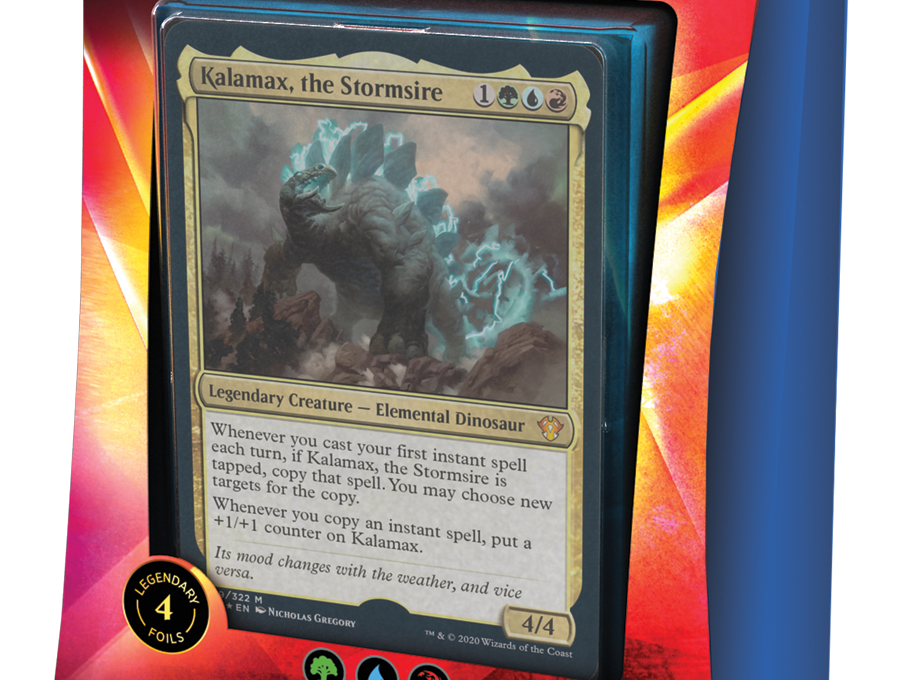 Kalamax, the Stormsire
1
Legendary Creature — Elemental Dinosaur
Whenever you cast your first instant spell
each turn, if Kalamax, the Stormsire is
tapped, copy that spell. You may choose new
targets for the copy.
Whenever you copy an instant spell, put a
+1/+1 counter on Kalamax.
Its mood changes with the weather, and vice
versa.
/322 M
★ EN Nicholas Gregory
4/4
™ & © 2020 Wizards of the Coast
LEGENDARY
4
FOILS